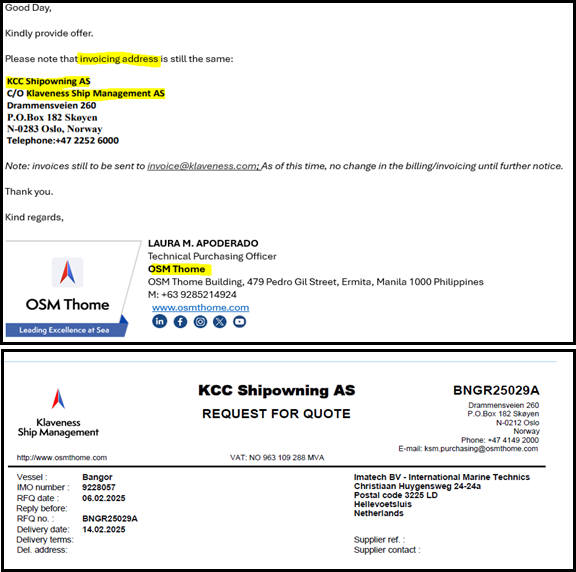 Good Day,
Kindly provide offer.
Please note that invoicing address is still the same:
KCC Shipowning AS
C/O Klaveness Ship Management AS
Drammensveien 260
P.O.Box 182 Skøyen
N-0283 Oslo, Norway
Telephone:+47 2252 6000
Note: invoices still to be sent to invoice@klaveness.com; As of this time, no change in the billing/invoicing until further notice.
Thank you.
Kind regards,
OSM Thome
Leading Excellence at Sea
LAURA M. APODERADO
Technical Purchasing Officer
OSM Thome
OSM Thome Building, 479 Pedro Gil Street, Ermita, Manila 1000 Philippines
M: +63 9285214924
www.osmthome.com
Klaveness
Ship Management
http://www.osmthome.com
KCC Shipowning AS
REQUEST FOR QUOTE
VAT: NO 963 109 288 MVA
BNGR25029A
Drammensveien 260
P.O.Box 182 Skøyen
N-0212 Oslo
Norway
Phone: +47 4149 2000
E-mail: ksm.purchasing@osmthome.com
Vessel : Bangor
IMO number : 9228057
RFQ date : 06.02.2025
Reply before:
RFQ no. : BNGR25029A
Delivery date: 14.02.2025
Delivery terms:
Del. address:
Imatech BV - International Marine Technics
Christiaan Huygensweg 24-24a
Postal code 3225 LD
Hellevoetsluis
Netherlands
Supplier ref. :
Supplier contact :